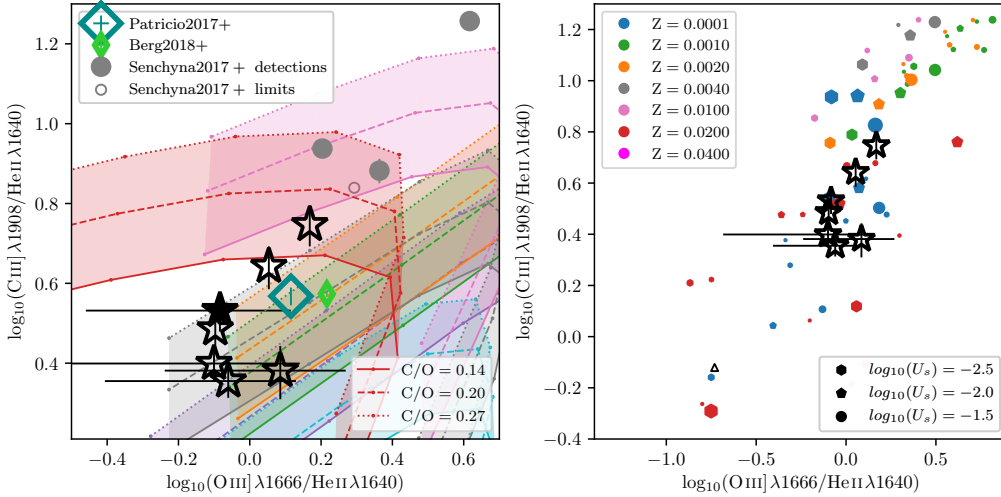 Patricio2017+
Berg2018+
Senchyna2017+ detections
Senchyna2017+ limits
C/O = 0.14
C/O = 0.20
C/O = 0.27
1.2
1.0
0.8
0.6
0.4
−0.4
−0.2
0.0
0.2
0.4
0.6
log₁₀(C III] λ1908/He II λ1640)
log₁₀(O III] λ1666/He II λ1640)
Z = 0.0001
Z = 0.0010
Z = 0.0020
Z = 0.0040
Z = 0.0100
Z = 0.0200
Z = 0.0400
log₁₀(Uₛ) = −2.5
log₁₀(Uₛ) = −2.0
log₁₀(Uₛ) = −1.5
1.2
1.0
0.8
0.6
0.4
0.2
0.0
−0.2
−0.4
−1.0
−0.5
0.0
0.5
log₁₀(C III] λ1908/He II λ1640)
log₁₀(O III] λ1666/He II λ1640)